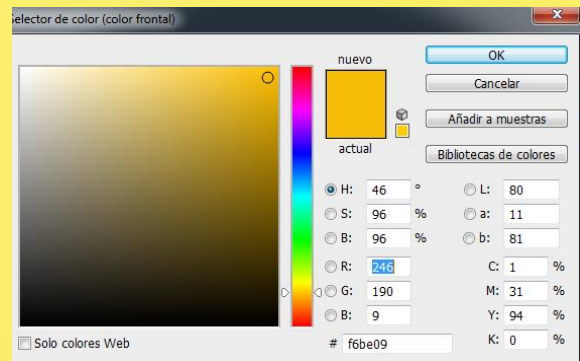 Selector de color (color frontal)
nuevo
actual
OK
Cancelar
Añadir a muestras
Bibliotecas de colores
H: 46 °
S: 96 %
B: 96 %
R: 246
G: 190
B: 9
L: 80
a: 11
b: 81
C: 1 %
M: 31 %
Y: 94 %
K: 0 %
# f6be09
Solo colores Web